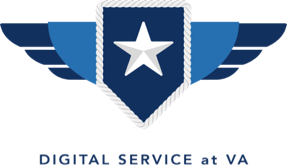 DIGITAL SERVICE at VA